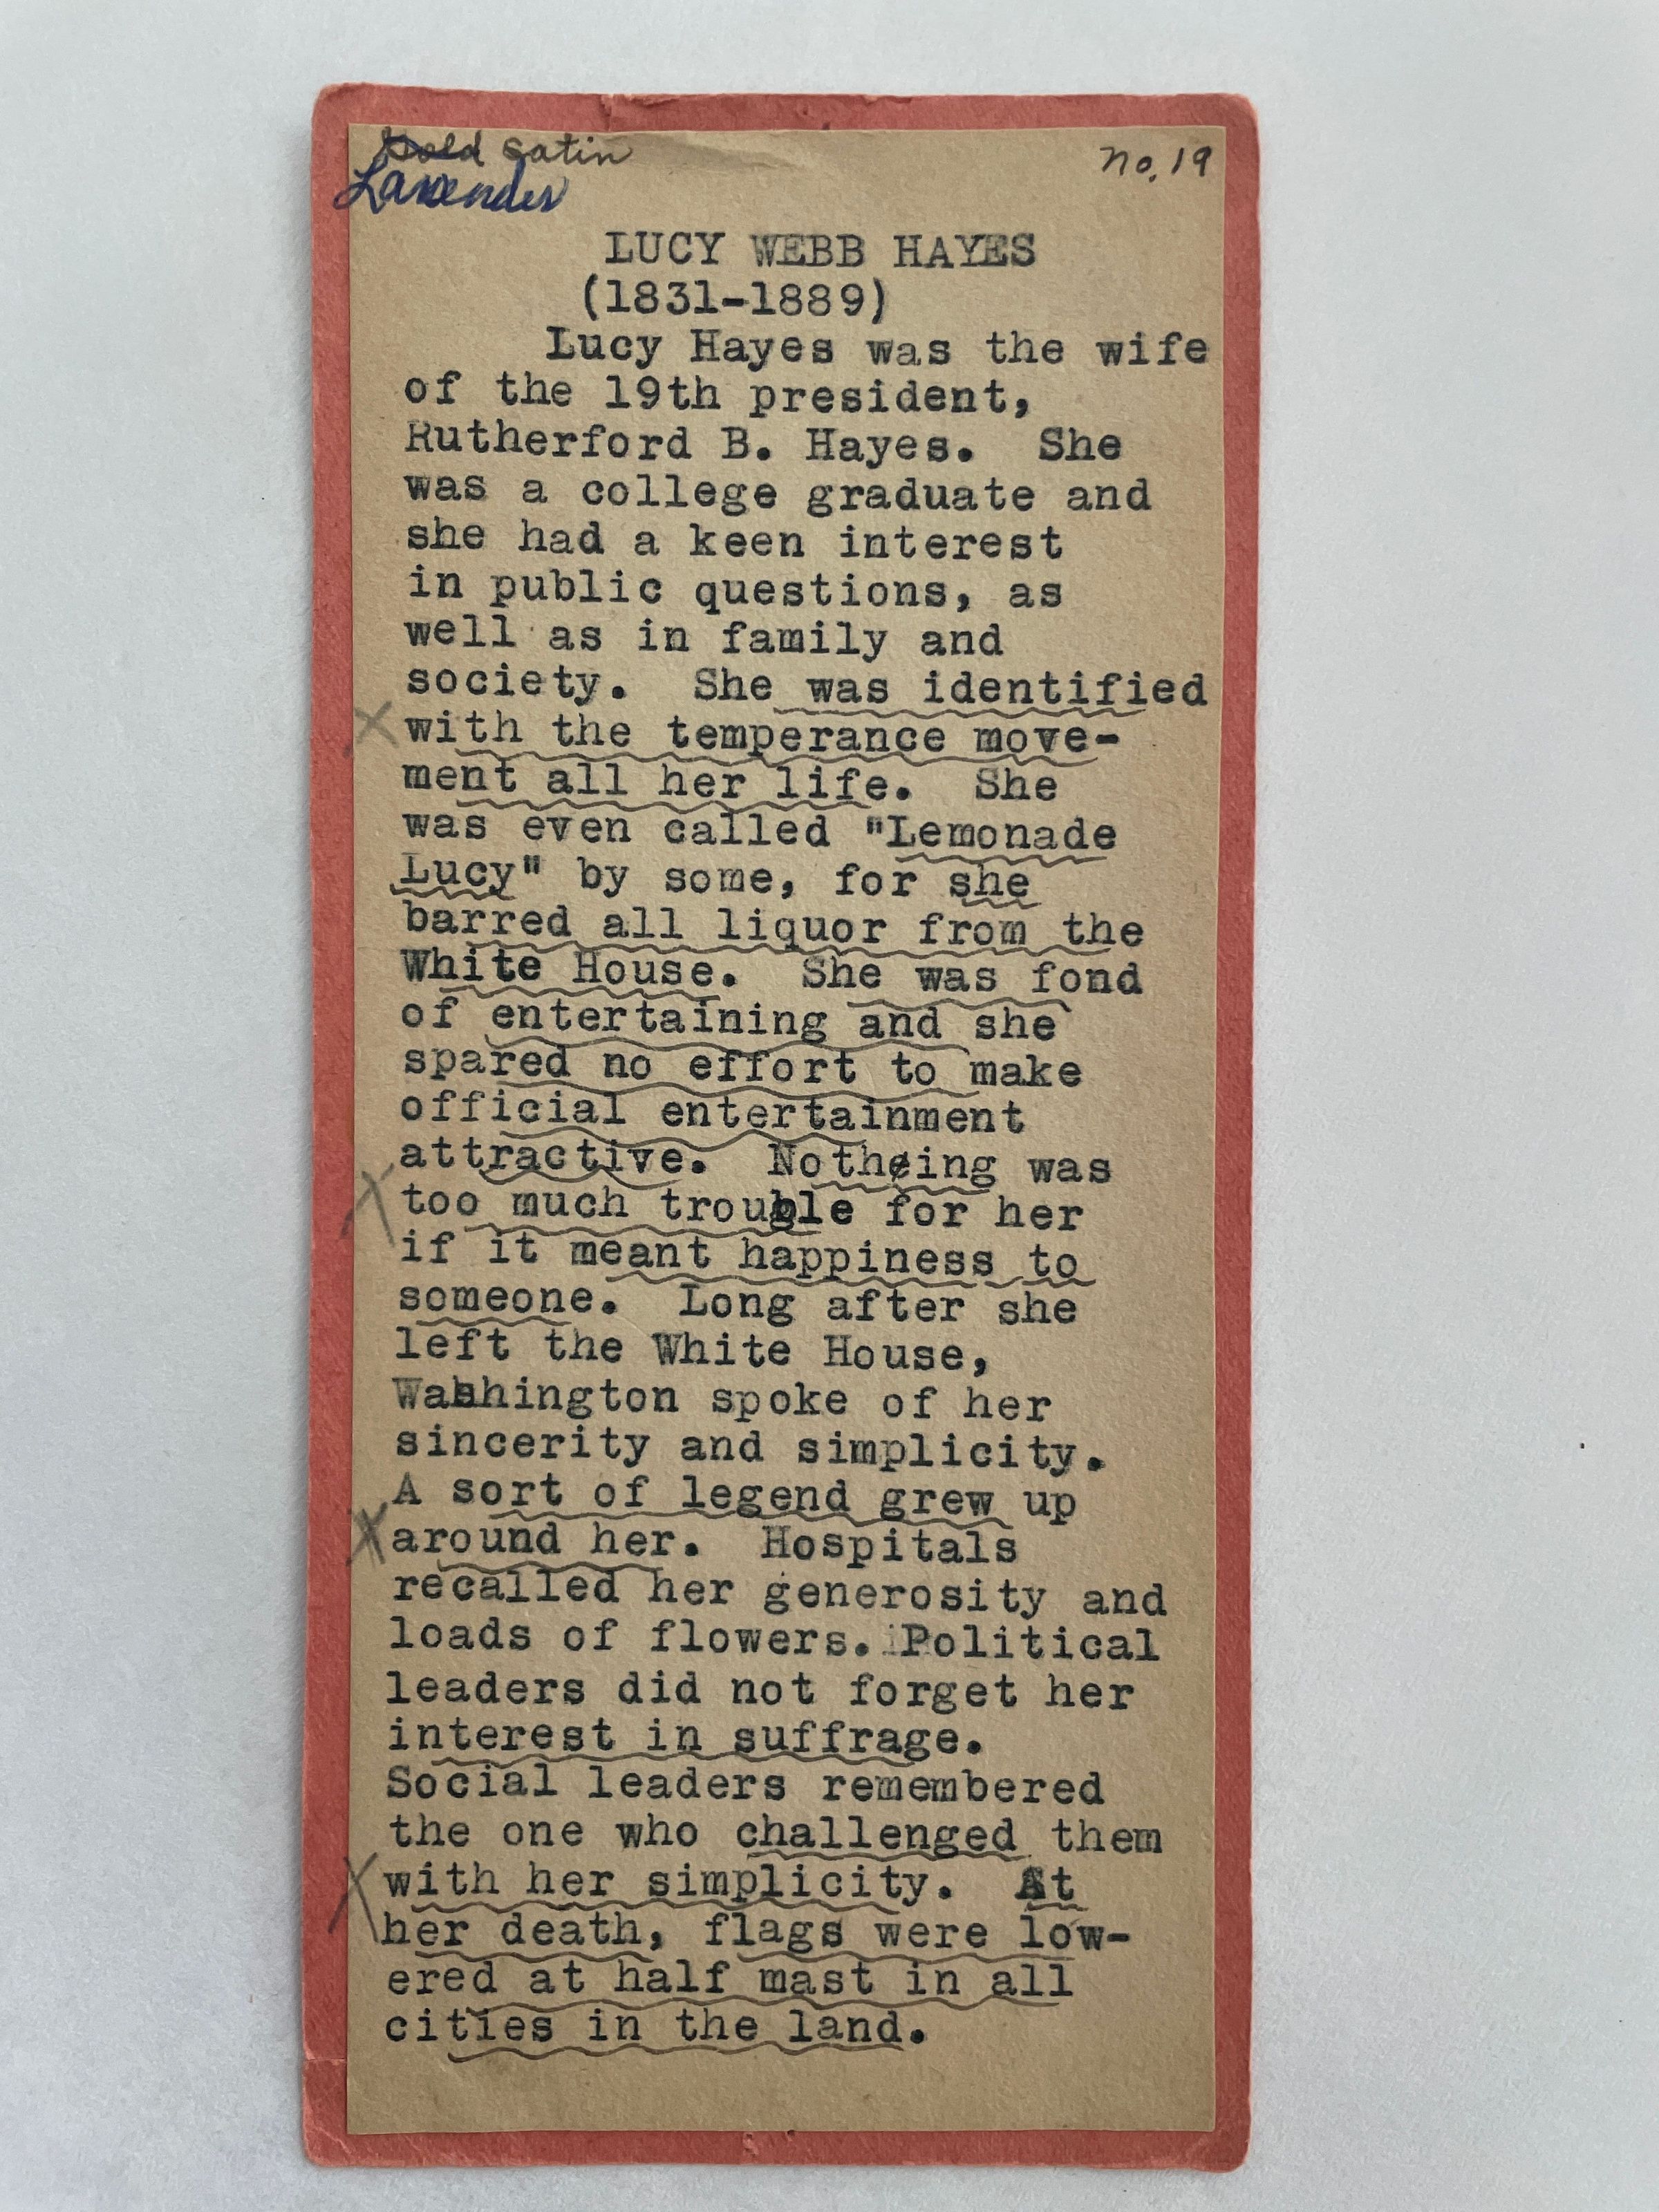 Gold satin
Lavender
no. 19
LUCY WEBB HAYES
(1831-1889)
Lucy Hayes was the wife
of the 19th president,
Rutherford B. Hayes. She
was a college graduate and
she had a keen interest
in public questions, as
well as in family and
society. She was identified
with the temperance move-
ment all her life. She
was even called "Lemonade
Lucy" by some, for she
barred all liquor from the
White House. She was fond
of entertaining and she
spared no effort to make
official entertainment
attractive. Notheing was
too much trouble for her
if it meant happiness to
someone. Long after she
left the White House,
Washington spoke of her
sincerity and simplicity.
A sort of legend grew up
around her. Hospitals
recalled her generosity and
loads of flowers. Political
leaders did not forget her
interest in suffrage.
Social leaders remembered
the one who challenged them
with her simplicity. At
her death, flags were low-
ered at half mast in all
cities in the land.